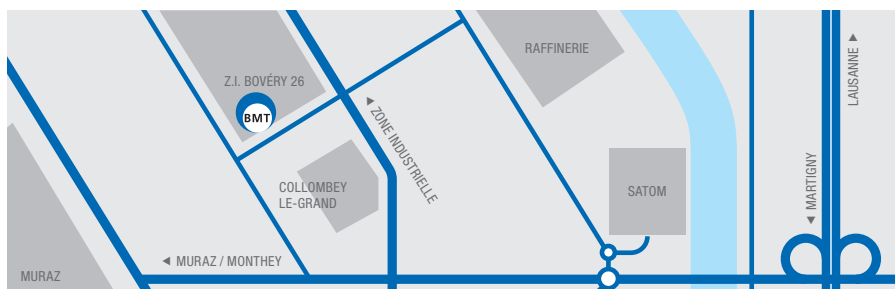 RAFFINERIE
LAUSANNE
Z.I. BOVÉRY 26
BMT
ZONE INDUSTRIELLE
MARTIGNY
COLLOMBEY
LE-GRAND
SATOM
MURAZ / MONTHEY
MURAZ